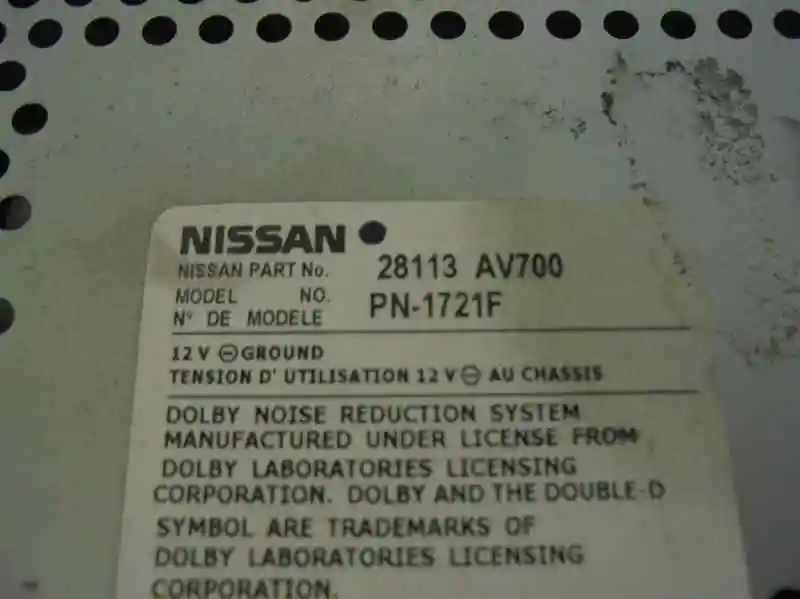 NISSAN
NISSAN PART No. 28113 AV700
MODEL NO. PN-1721F
N° DE MODELE
12 V ⊖ GROUND
TENSION D' UTILISATION 12 V ⊖ AU CHASSIS
DOLBY NOISE REDUCTION SYSTEM
MANUFACTURED UNDER LICENSE FROM
DOLBY LABORATORIES LICENSING
CORPORATION. DOLBY AND THE DOUBLE-D
SYMBOL ARE TRADEMARKS OF
DOLBY LABORATORIES LICENSING
CORPORATION.